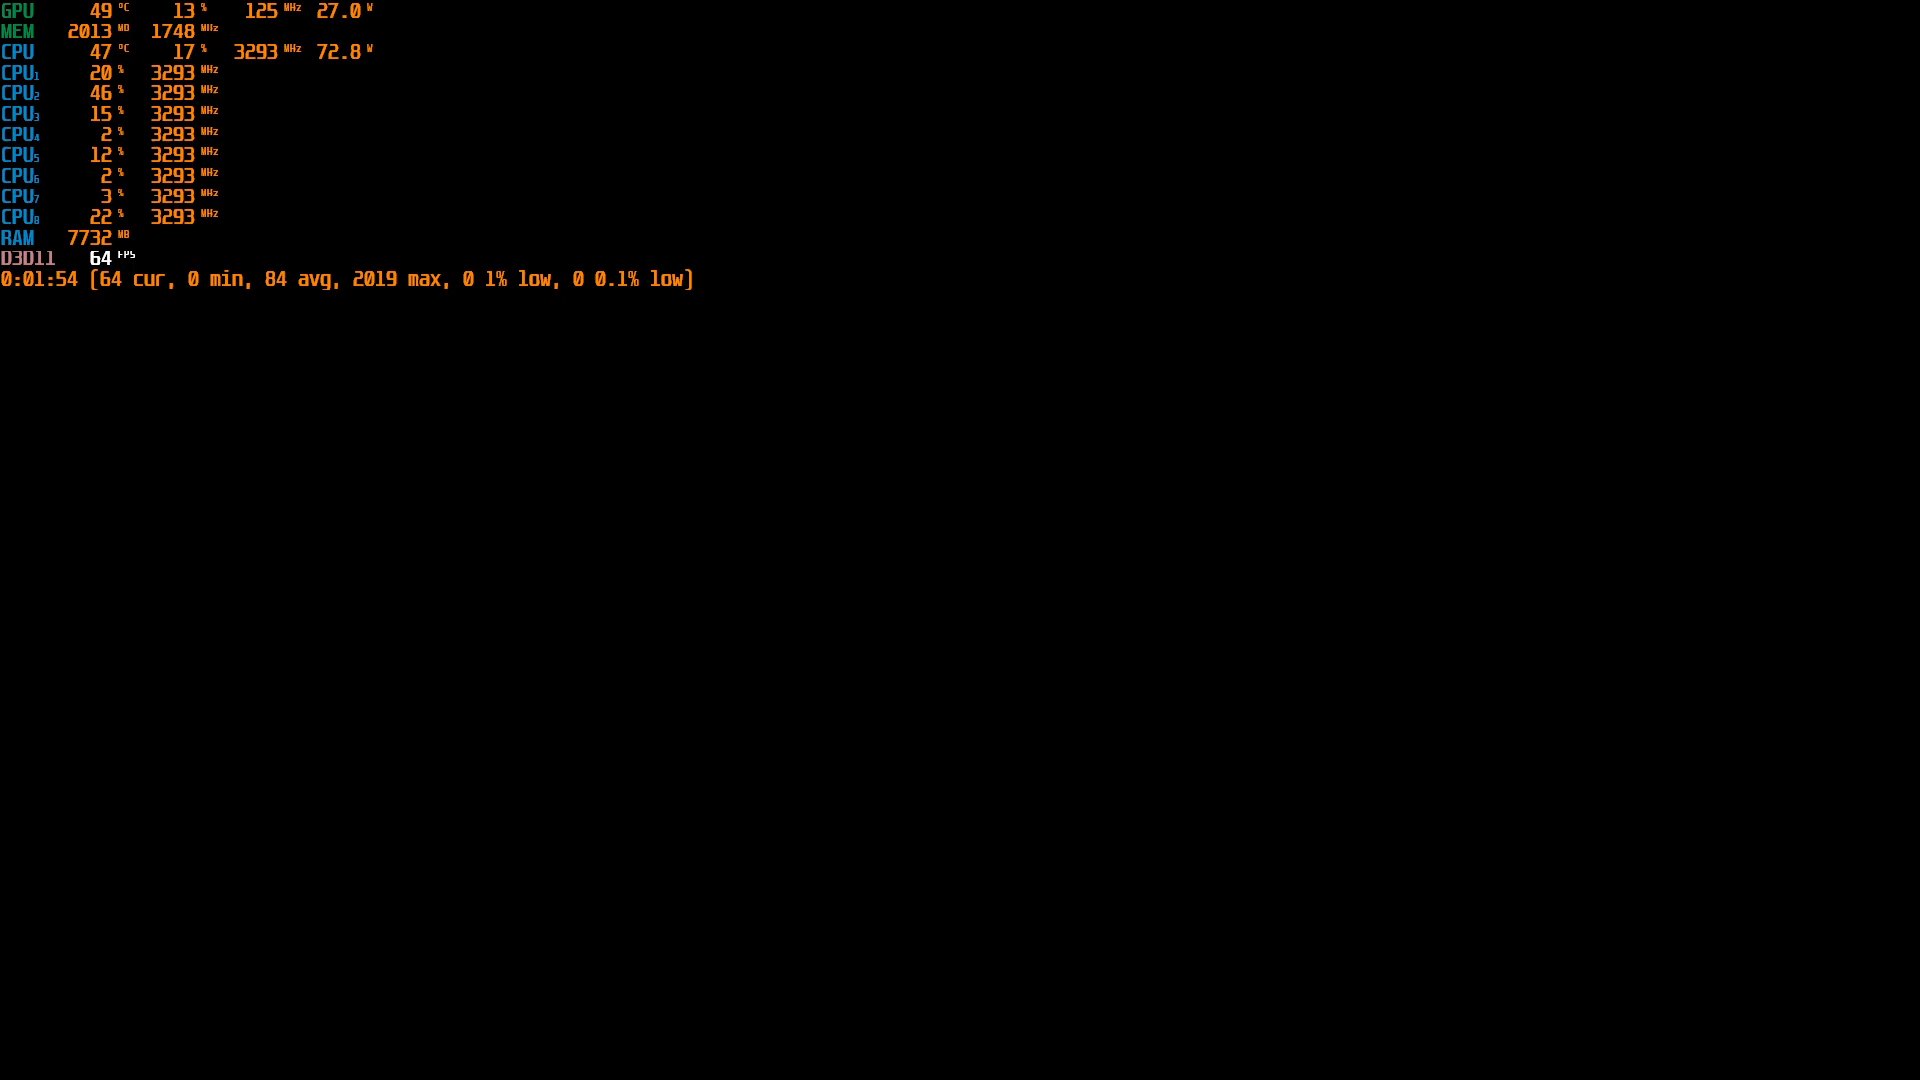 GPU 49 °C 13 % 125 MHz 27.0 W
MEM 2013 MB 1748 MHz
CPU 47 °C 17 % 3293 MHz 72.8 W
CPU1 20 % 3293 MHz
CPU2 46 % 3293 MHz
CPU3 15 % 3293 MHz
CPU4 2 % 3293 MHz
CPU5 12 % 3293 MHz
CPU6 2 % 3293 MHz
CPU7 3 % 3293 MHz
CPU8 22 % 3293 MHz
RAM 7732 MB
D3D11 64 FPS
0:01:54 [64 cur, 0 min, 84 avg, 2019 max, 0 1% low, 0 0.1% low]